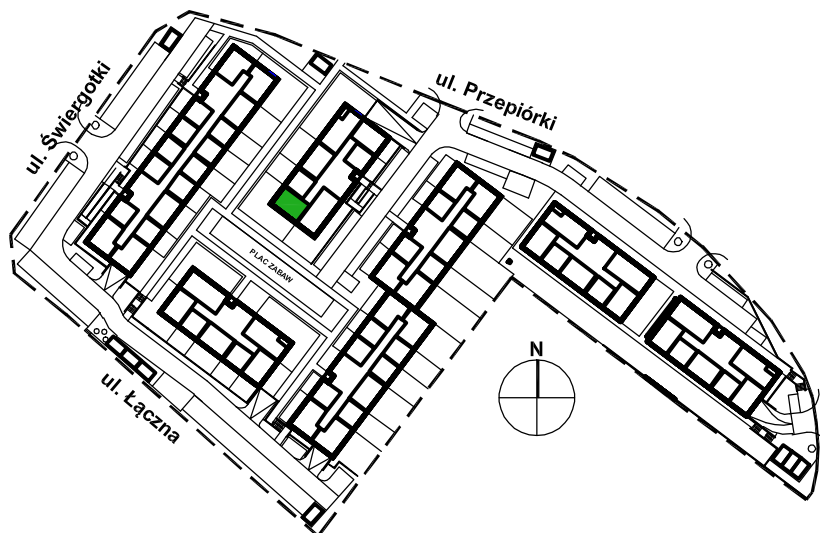 ul. Świergotki
ul. Przepiórki
PLAC ZABAW
N
ul. Łączna